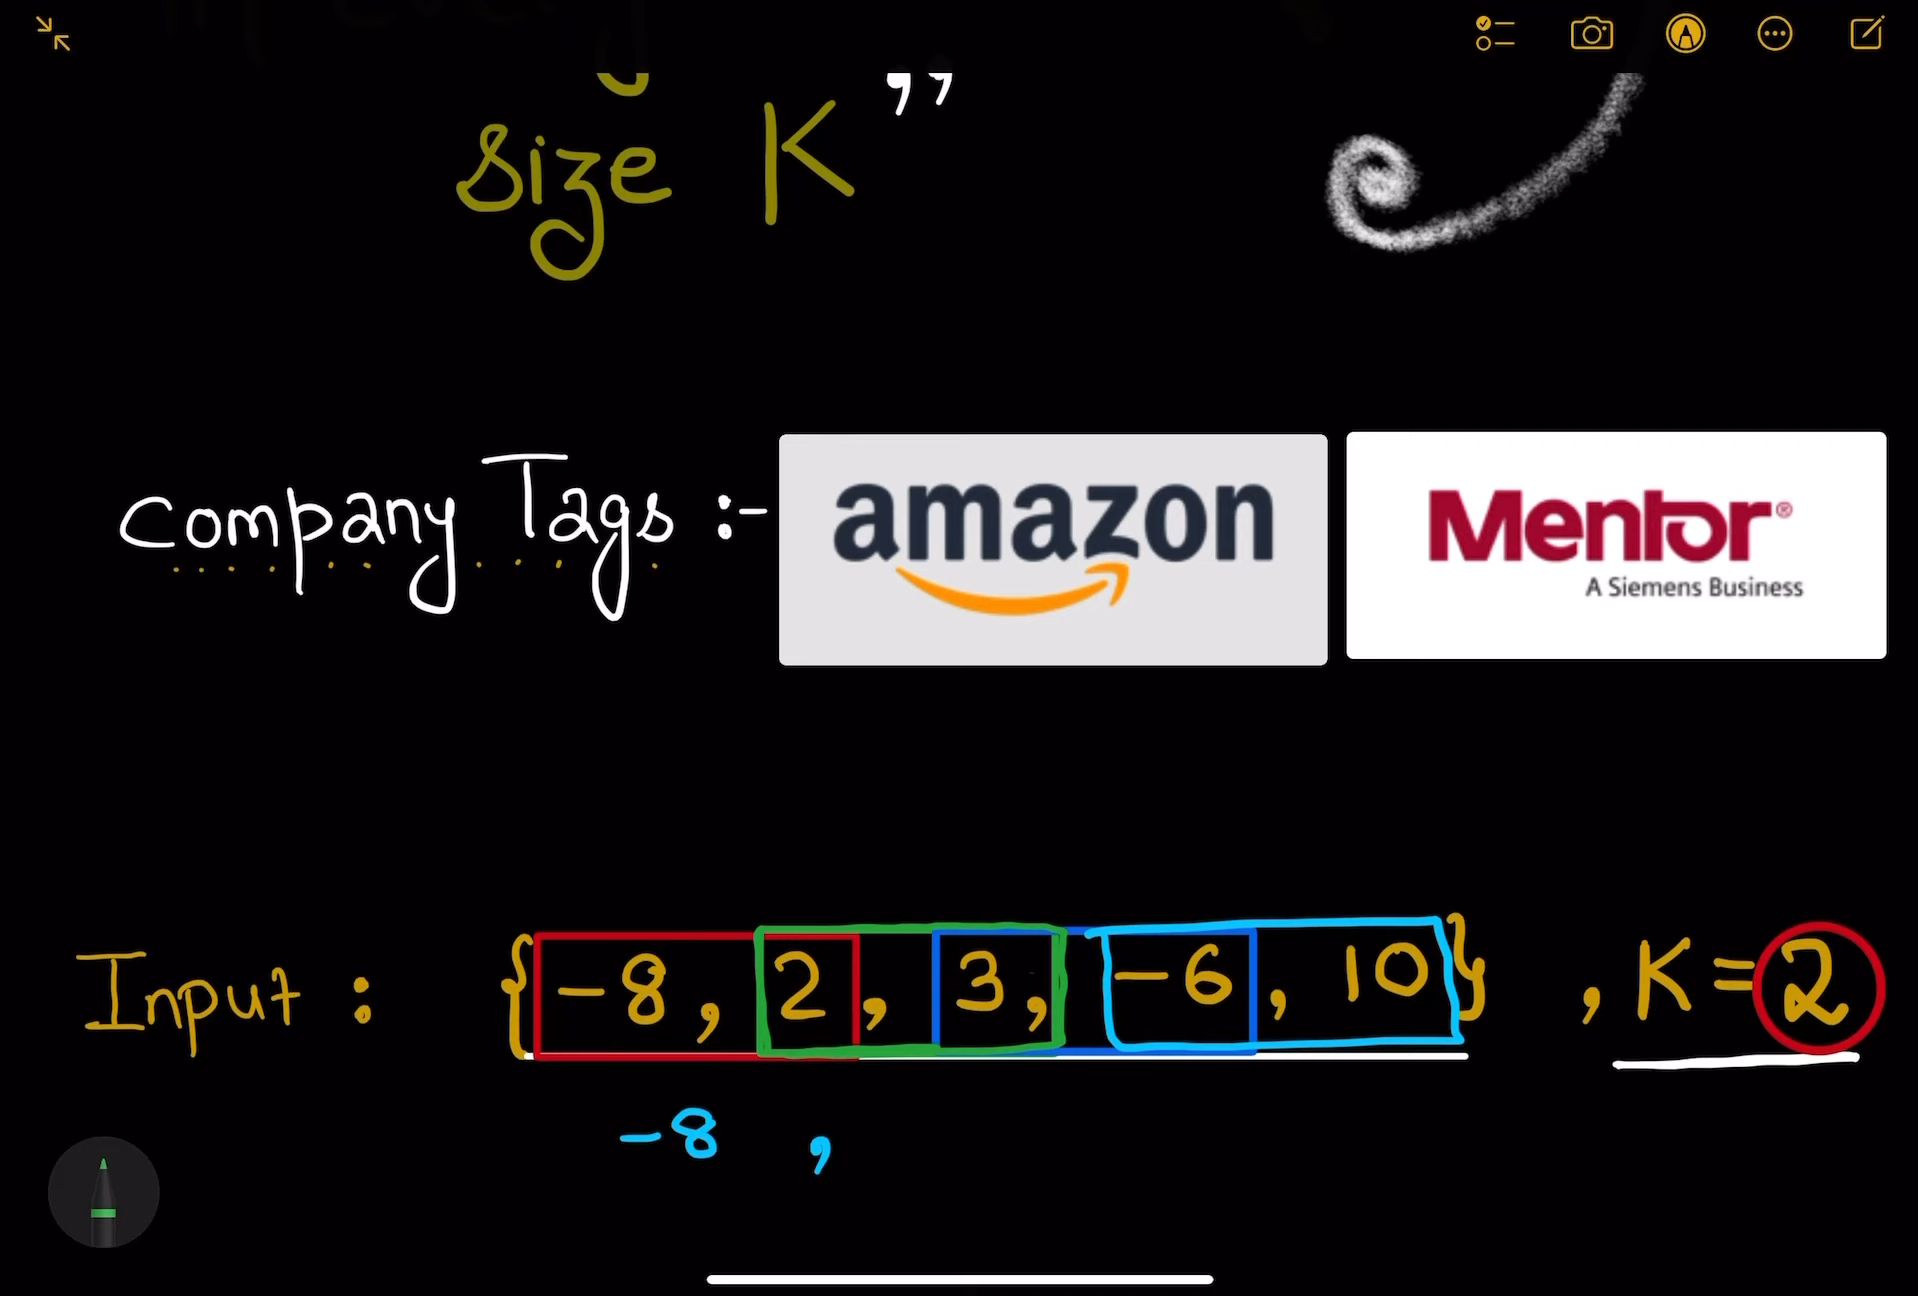 size K"
Company Tags :-
amazon
Mentor®
A Siemens Business
Input : {-8, 2, 3, -6, 10} , K=2
-8 ,